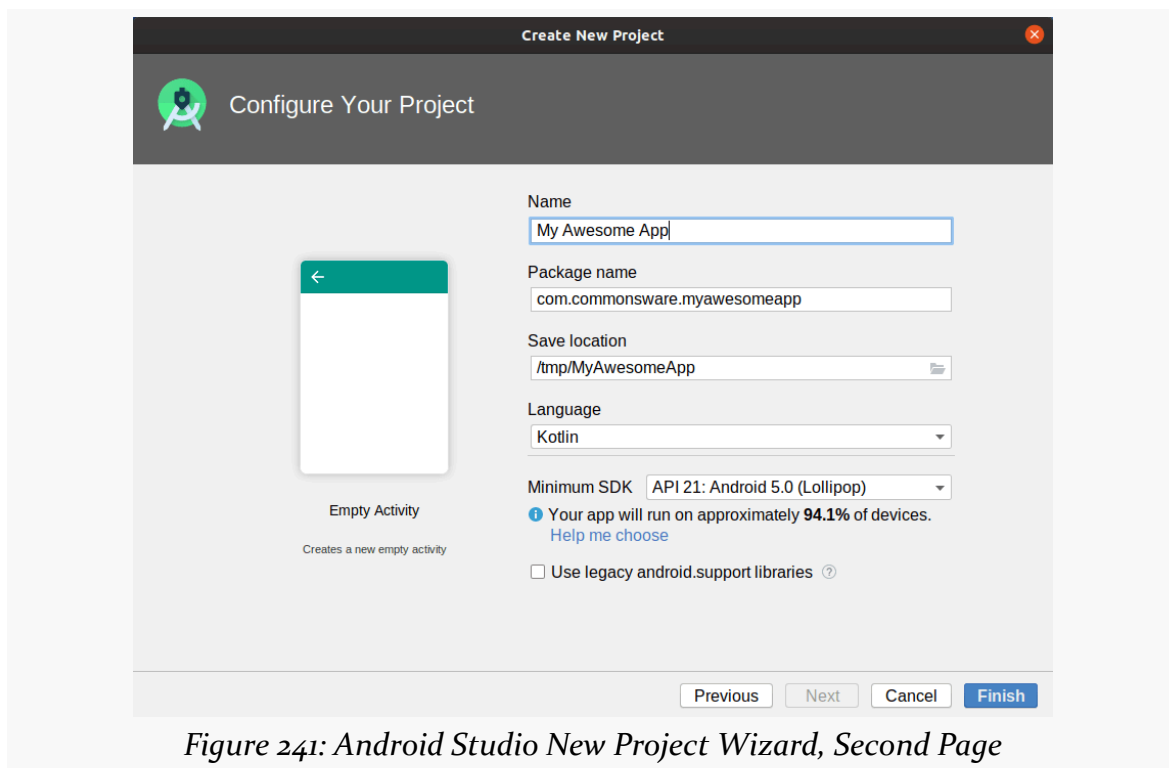 Create New Project
Configure Your Project
Name
My Awesome App
Package name
com.commonsware.myawesomeapp
Save location
/tmp/MyAwesomeApp
Language
Kotlin
Minimum SDK API 21: Android 5.0 (Lollipop)
Your app will run on approximately 94.1% of devices.
Help me choose
Use legacy android.support libraries ?
Empty Activity
Creates a new empty activity
Previous Next Cancel Finish
Figure 241: Android Studio New Project Wizard, Second Page